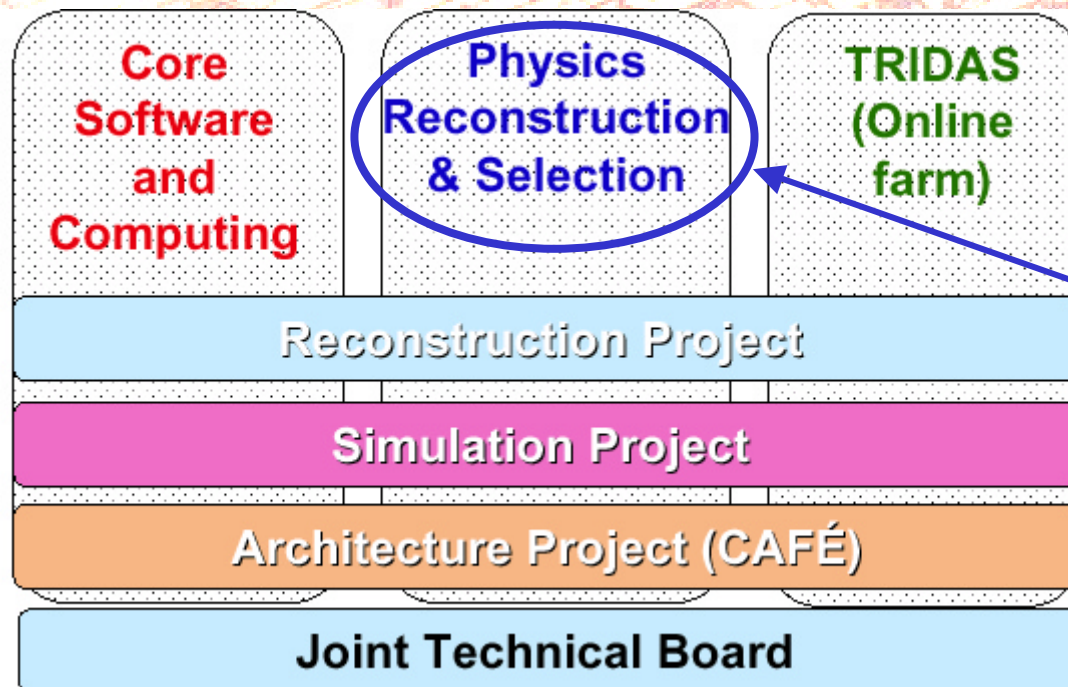 Core
Software
and
Computing
Physics
Reconstruction
& Selection
TRIDAS
(Online
farm)
Reconstruction Project
Simulation Project
Architecture Project (CAFÉ)
Joint Technical Board